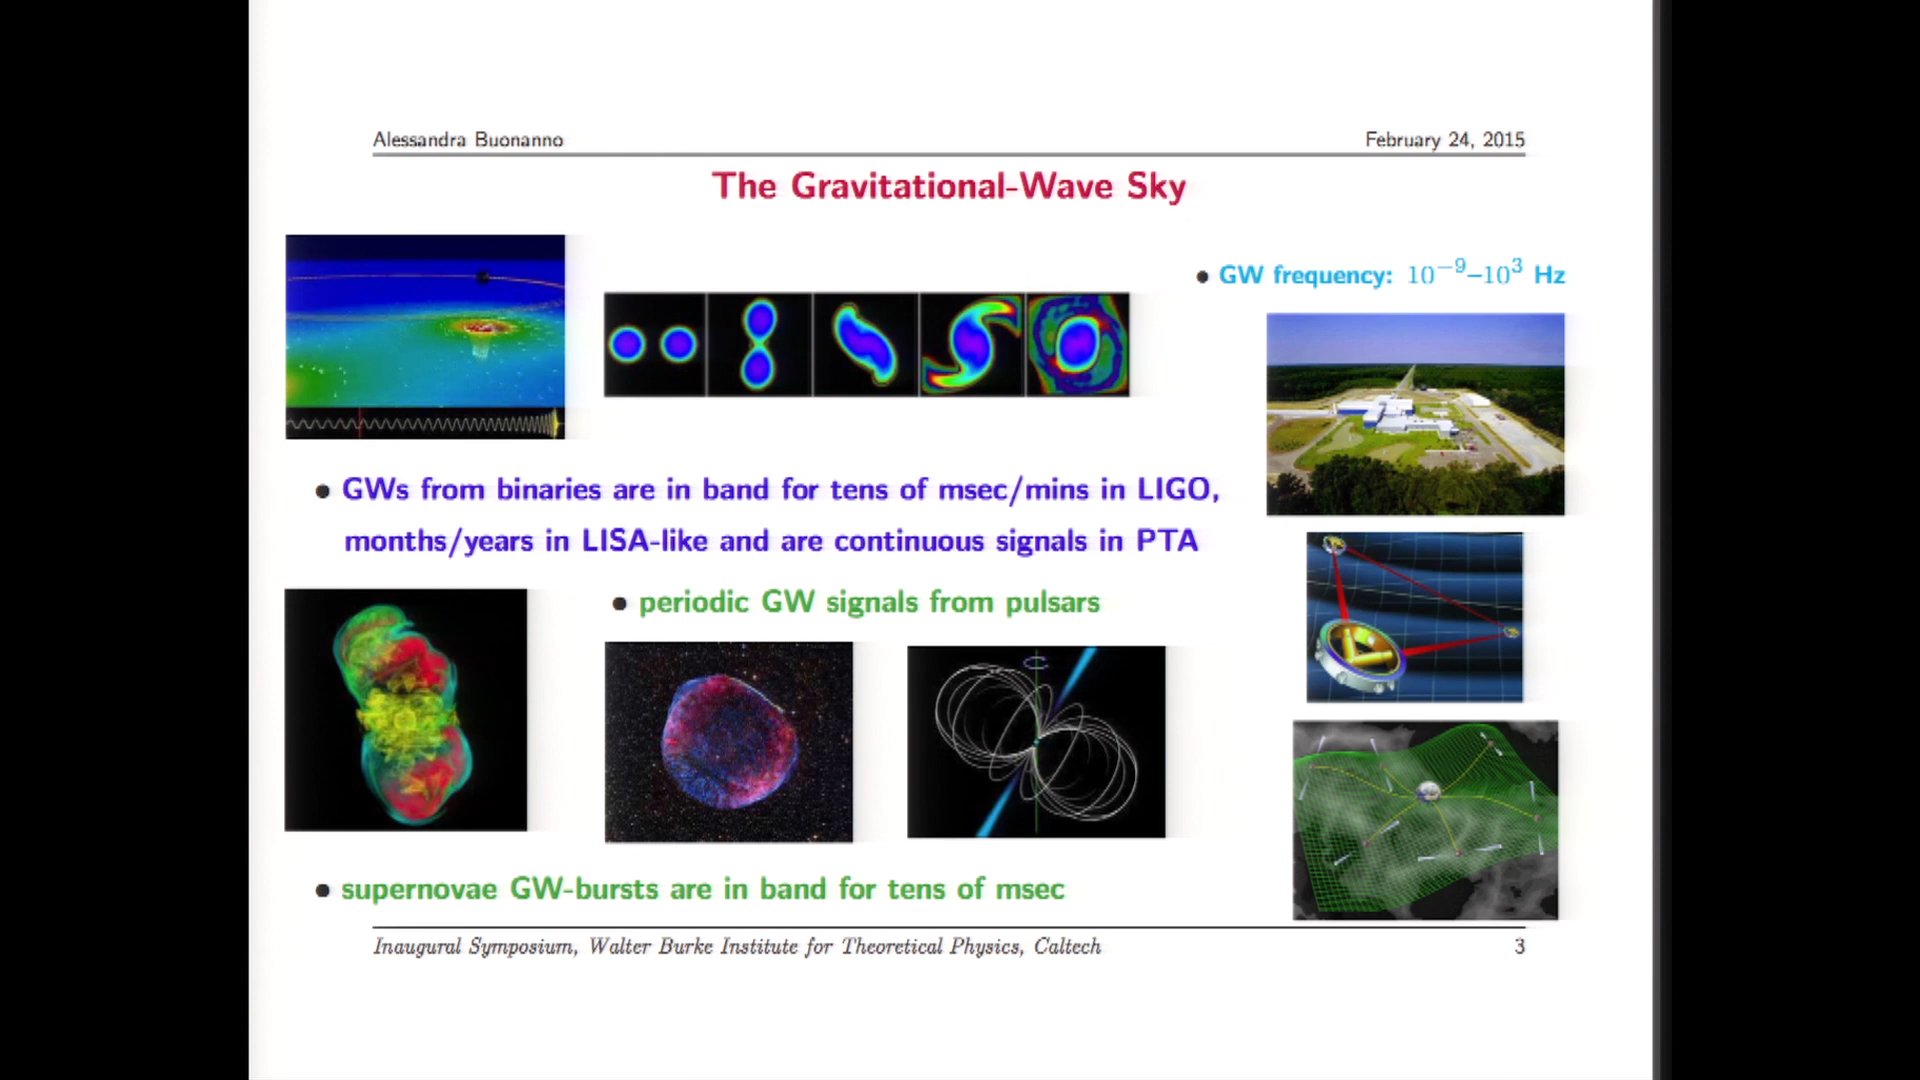 Alessandra Buonanno
February 24, 2015
The Gravitational-Wave Sky
• GW frequency: 10⁻⁹–10³ Hz
• GWs from binaries are in band for tens of msec/mins in LIGO,
months/years in LISA-like and are continuous signals in PTA
• periodic GW signals from pulsars
• supernovae GW-bursts are in band for tens of msec
Inaugural Symposium, Walter Burke Institute for Theoretical Physics, Caltech
3